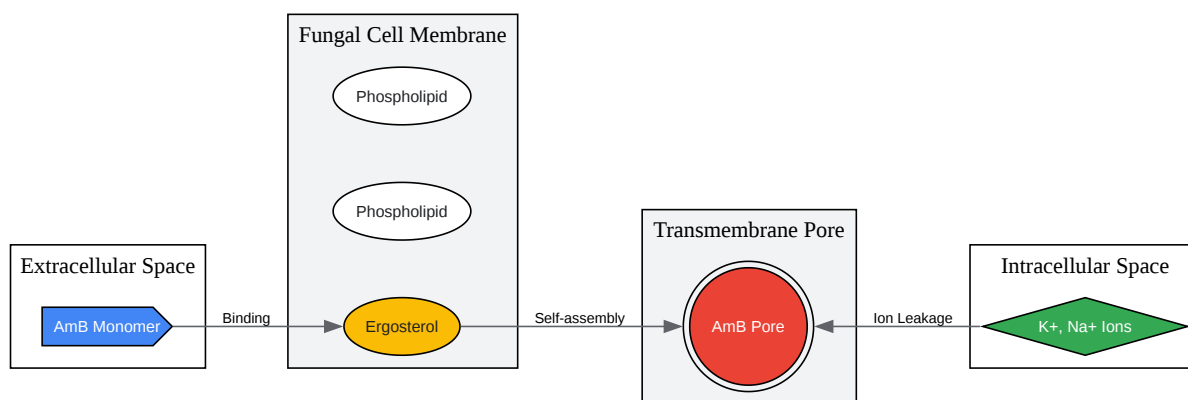 Fungal Cell Membrane
Phospholipid
Phospholipid
Ergosterol
Extracellular Space
AmB Monomer
Binding
Self-assembly
Transmembrane Pore
AmB Pore
Ion Leakage
Intracellular Space
K+, Na+ Ions